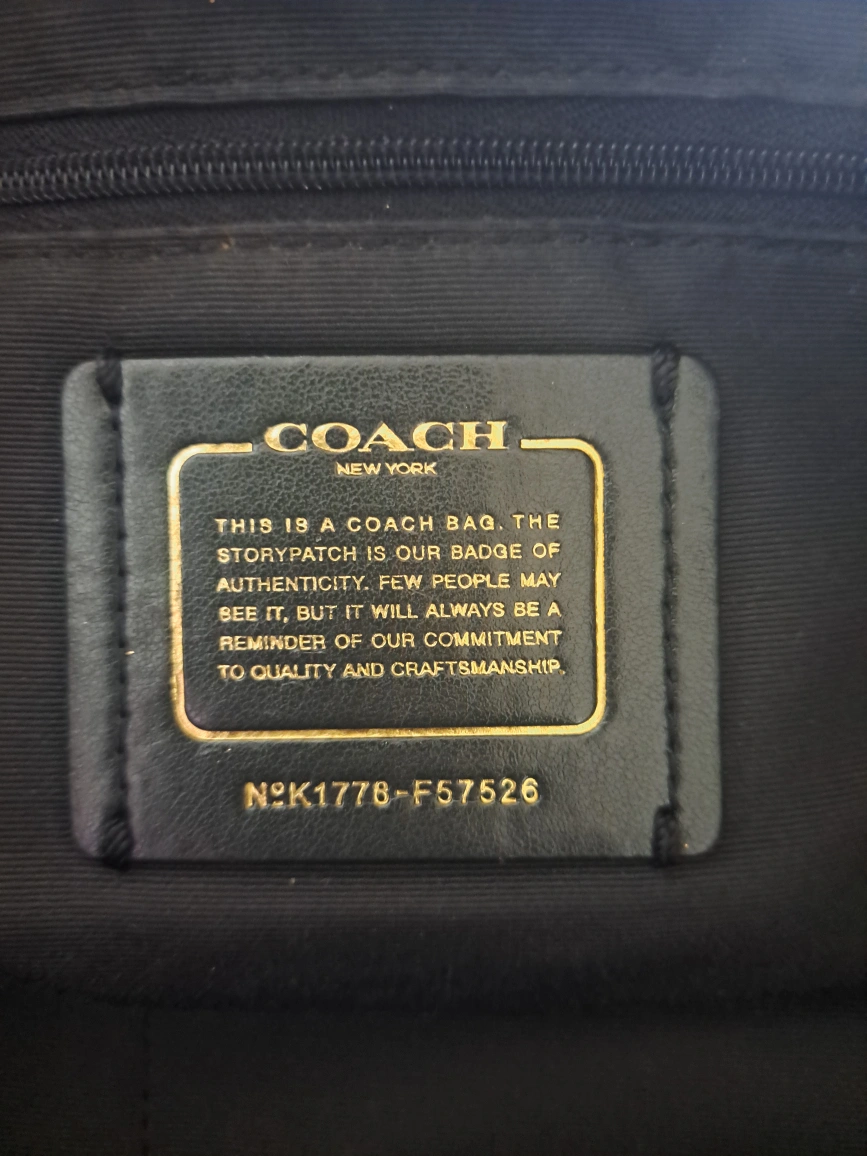 COACH
NEW YORK
THIS IS A COACH BAG. THE
STORYPATCH IS OUR BADGE OF
AUTHENTICITY. FEW PEOPLE MAY
SEE IT, BUT IT WILL ALWAYS BE A
REMINDER OF OUR COMMITMENT
TO QUALITY AND CRAFTSMANSHIP.
NºK1778-F57526